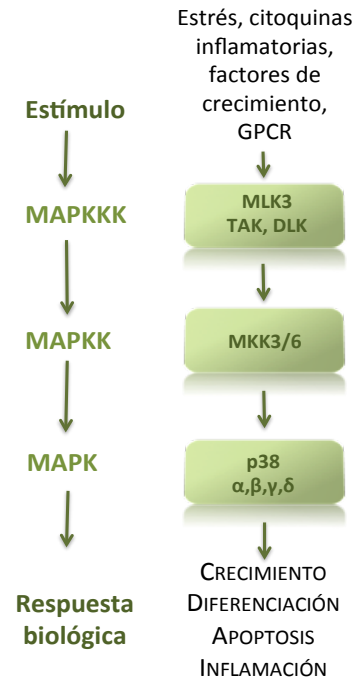 Estrés, citoquinas
inflamatorias,
factores de
crecimiento,
GPCR
Estímulo
MAPKKK
MLK3
TAK, DLK
MAPKK
MKK3/6
MAPK
p38
α,β,γ,δ
Respuesta
biológica
CRECIMIENTO
DIFERENCIACIÓN
APOPTOSIS
INFLAMACIÓN